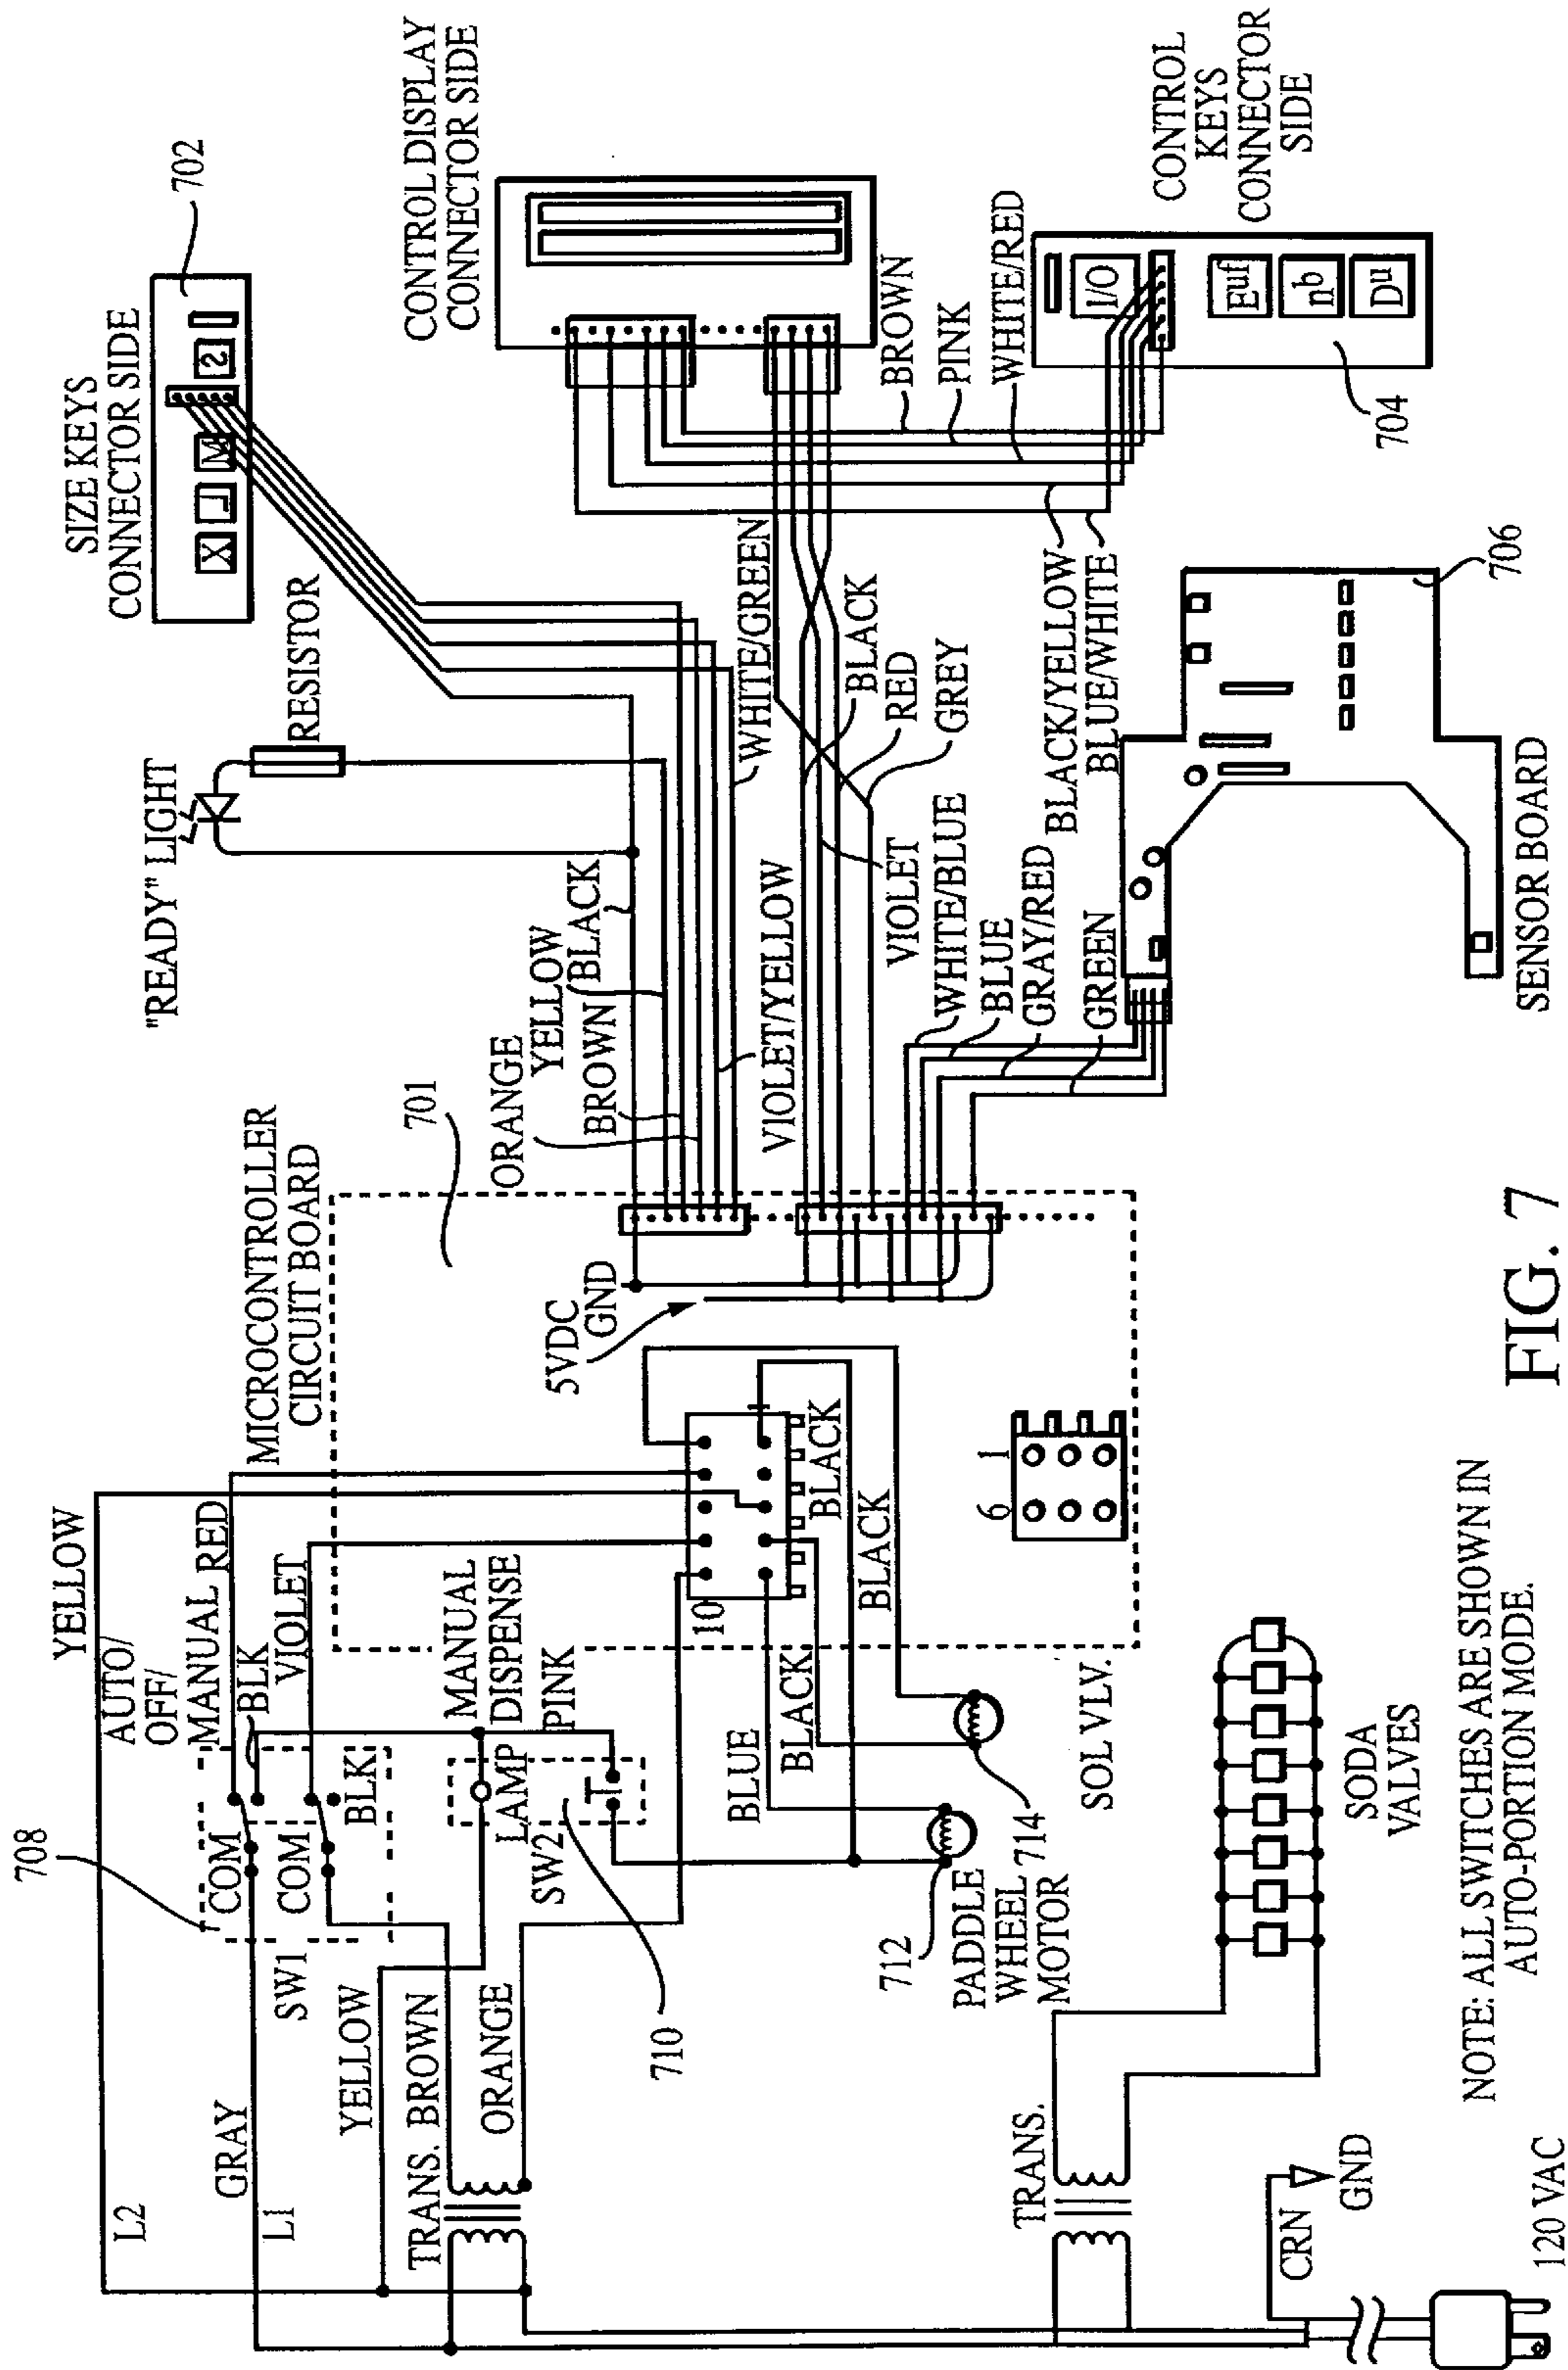 SIZE KEYS
CONNECTOR SIDE
702
X
L
M
S
"READY" LIGHT
RESISTOR
CONTROL DISPLAY
CONNECTOR SIDE
MICROCONTROLLER
CIRCUIT BOARD
701
ORANGE
YELLOW
BROWN
BLACK
WHITE/GREEN
VIOLET/YELLOW
BLACK
RED
GREY
VIOLET
WHITE/BLUE
BLUE
GRAY/RED
GREEN
BROWN
PINK
WHITE/RED
BLACK/YELLOW
BLUE/WHITE
CONTROL
KEYS
CONNECTOR
SIDE
I/O
Euf
nb
Du
704
706
SENSOR BOARD
5VDC
GND
YELLOW
AUTO/
OFF/
MANUAL
RED
BLK
VIOLET
708
COM
COM
BLK
SW1
MANUAL
DISPENSE
LAMP
PINK
SW2
710
L2
GRAY
L1
YELLOW
TRANS.
BROWN
ORANGE
10
BLACK
BLACK
BLUE
BLACK
712
PADDLE
WHEEL
MOTOR
714
SOL VLV.
6
1
TRANS.
SODA
VALVES
CRN
GND
120 VAC
NOTE: ALL SWITCHES ARE SHOWN IN
AUTO-PORTION MODE.
FIG. 7